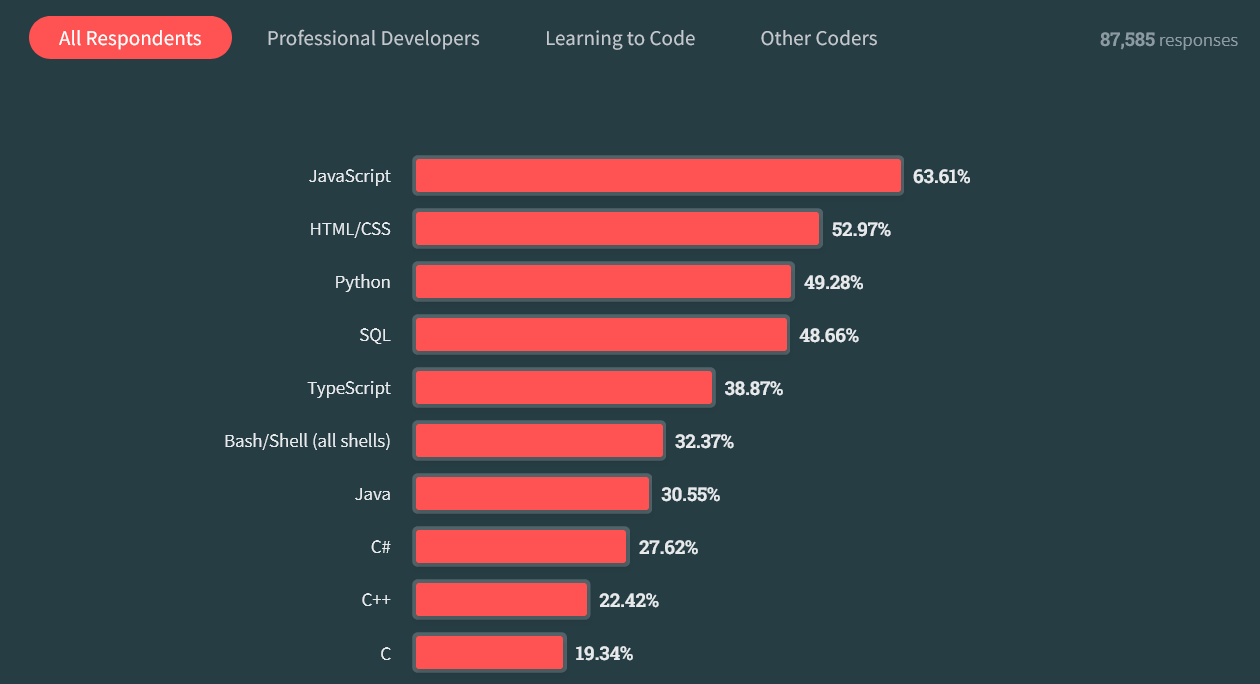 All Respondents Professional Developers Learning to Code Other Coders 87,585 responses
JavaScript 63.61%
HTML/CSS 52.97%
Python 49.28%
SQL 48.66%
TypeScript 38.87%
Bash/Shell (all shells) 32.37%
Java 30.55%
C# 27.62%
C++ 22.42%
C 19.34%